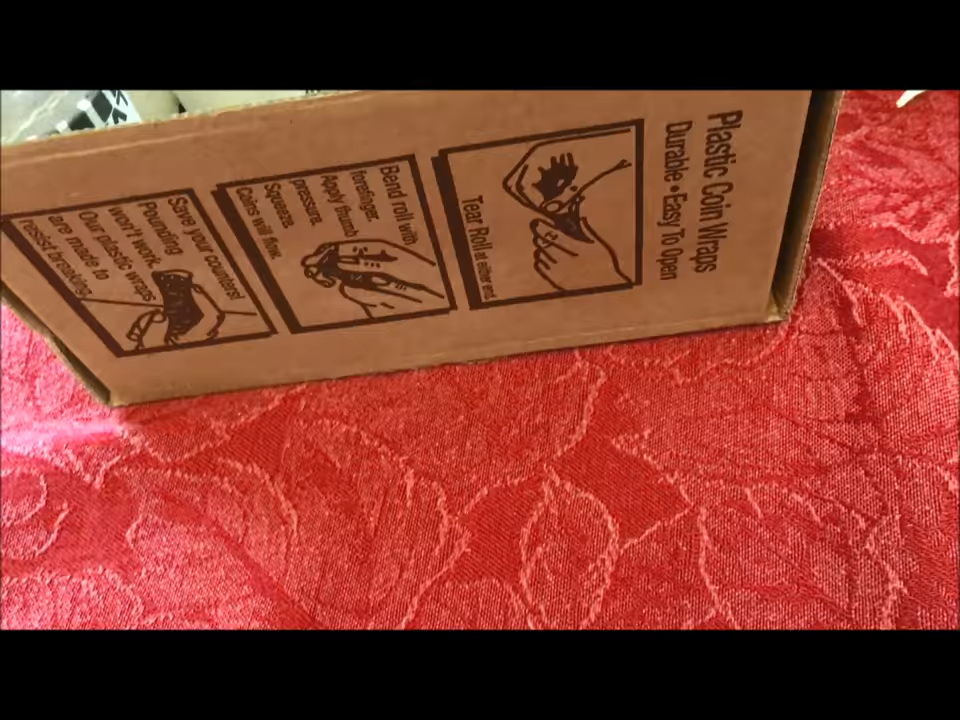 Plastic Coin Wraps
Durable • Easy To Open
Tear Roll at either end.
Bend roll with
forefinger.
Apply thumb
pressure.
Squeeze.
Coins will flow.
Save your counters!
Pounding
won't work.
Our plastic wraps
are made to
resist breaking.